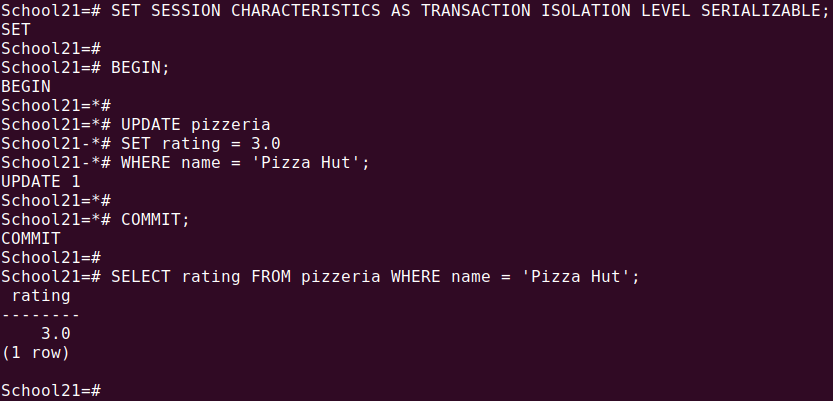 School21=# SET SESSION CHARACTERISTICS AS TRANSACTION ISOLATION LEVEL SERIALIZABLE;
SET
School21=#
School21=# BEGIN;
BEGIN
School21=*#
School21=*# UPDATE pizzeria
School21-*# SET rating = 3.0
School21-*# WHERE name = 'Pizza Hut';
UPDATE 1
School21=*#
School21=*# COMMIT;
COMMIT
School21=#
School21=# SELECT rating FROM pizzeria WHERE name = 'Pizza Hut';
 rating
--------
    3.0
(1 row)

School21=#